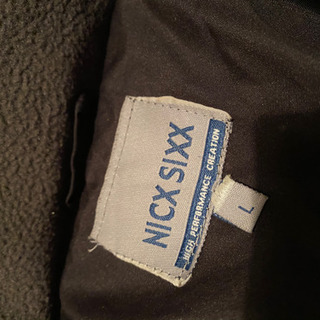 NICX SIXX
HIGH PERFORMANCE CREATION
L